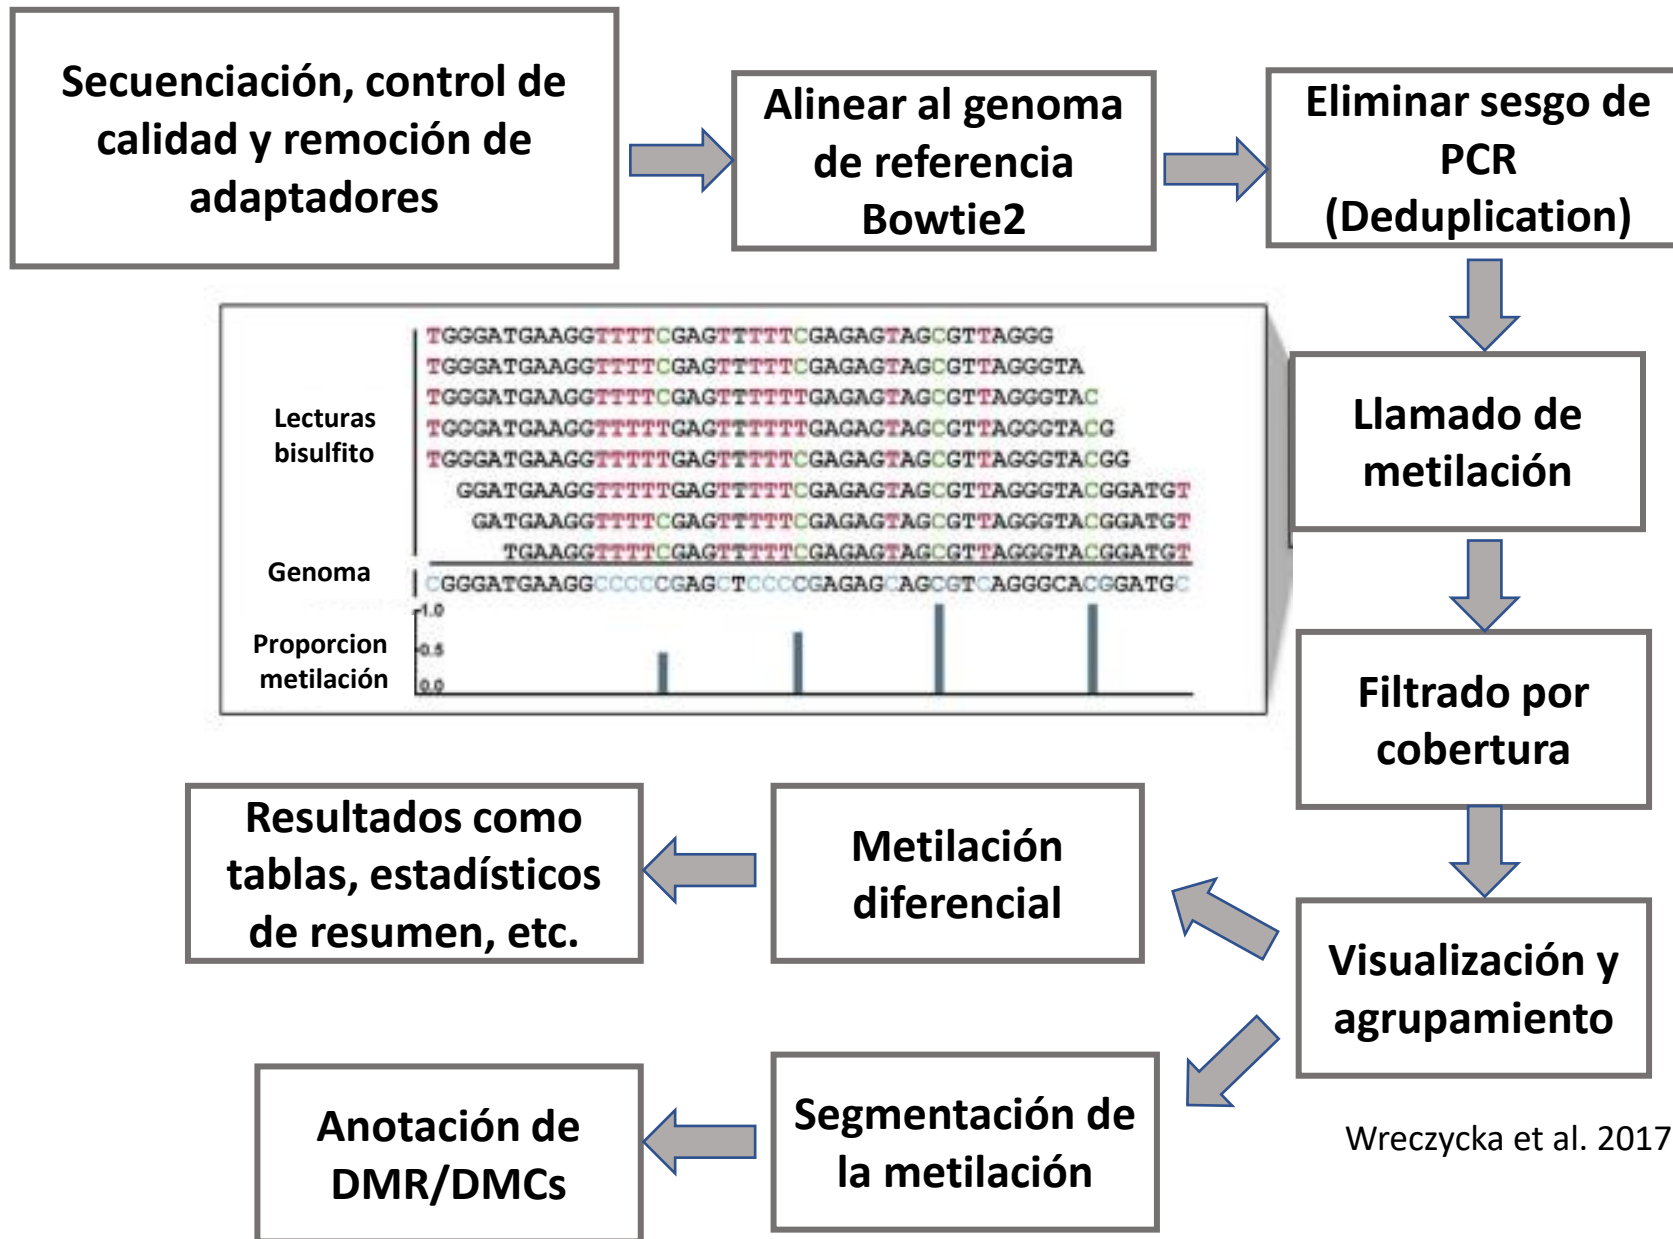 Secuenciación, control de
calidad y remoción de
adaptadores
Alinear al genoma
de referencia
Bowtie2
Eliminar sesgo de
PCR
(Deduplication)
Lecturas
bisulfito
TGGGATGAAGGTTTTCGAGTTTTTCGAGAGTAGCGTTAGGG
TGGGATGAAGGTTTTCGAGTTTTTCGAGAGTAGCGTTAGGGTA
TGGGATGAAGGTTTTCGAGTTTTTTGAGAGTAGCGTTAGGGTAC
TGGGATGAAGGTTTTTGAGTTTTTTGAGAGTAGCGTTAGGGTACG
TGGGATGAAGGTTTTTGAGTTTTTCGAGAGTAGCGTTAGGGTACGG
GGATGAAGGTTTTTGAGTTTTTCGAGAGTAGCGTTAGGGTACGGATGT
GATGAAGGTTTTCGAGTTTTTCGAGAGTAGCGTTAGGGTACGGATGT
TGAAGGTTTTCGAGTTTTTCGAGAGTAGCGTTAGGGTACGGATGT
Genoma
CGGGATGAAGGCCCCCGAGCTCCCCGAGAGCAGCGTCAGGGCACGGATGC
Proporcion
metilación
1.0
0.5
0.0
Llamado de
metilación
Filtrado por
cobertura
Visualización y
agrupamiento
Metilación
diferencial
Resultados como
tablas, estadísticos
de resumen, etc.
Segmentación de
la metilación
Anotación de
DMR/DMCs
Wreczycka et al. 2017